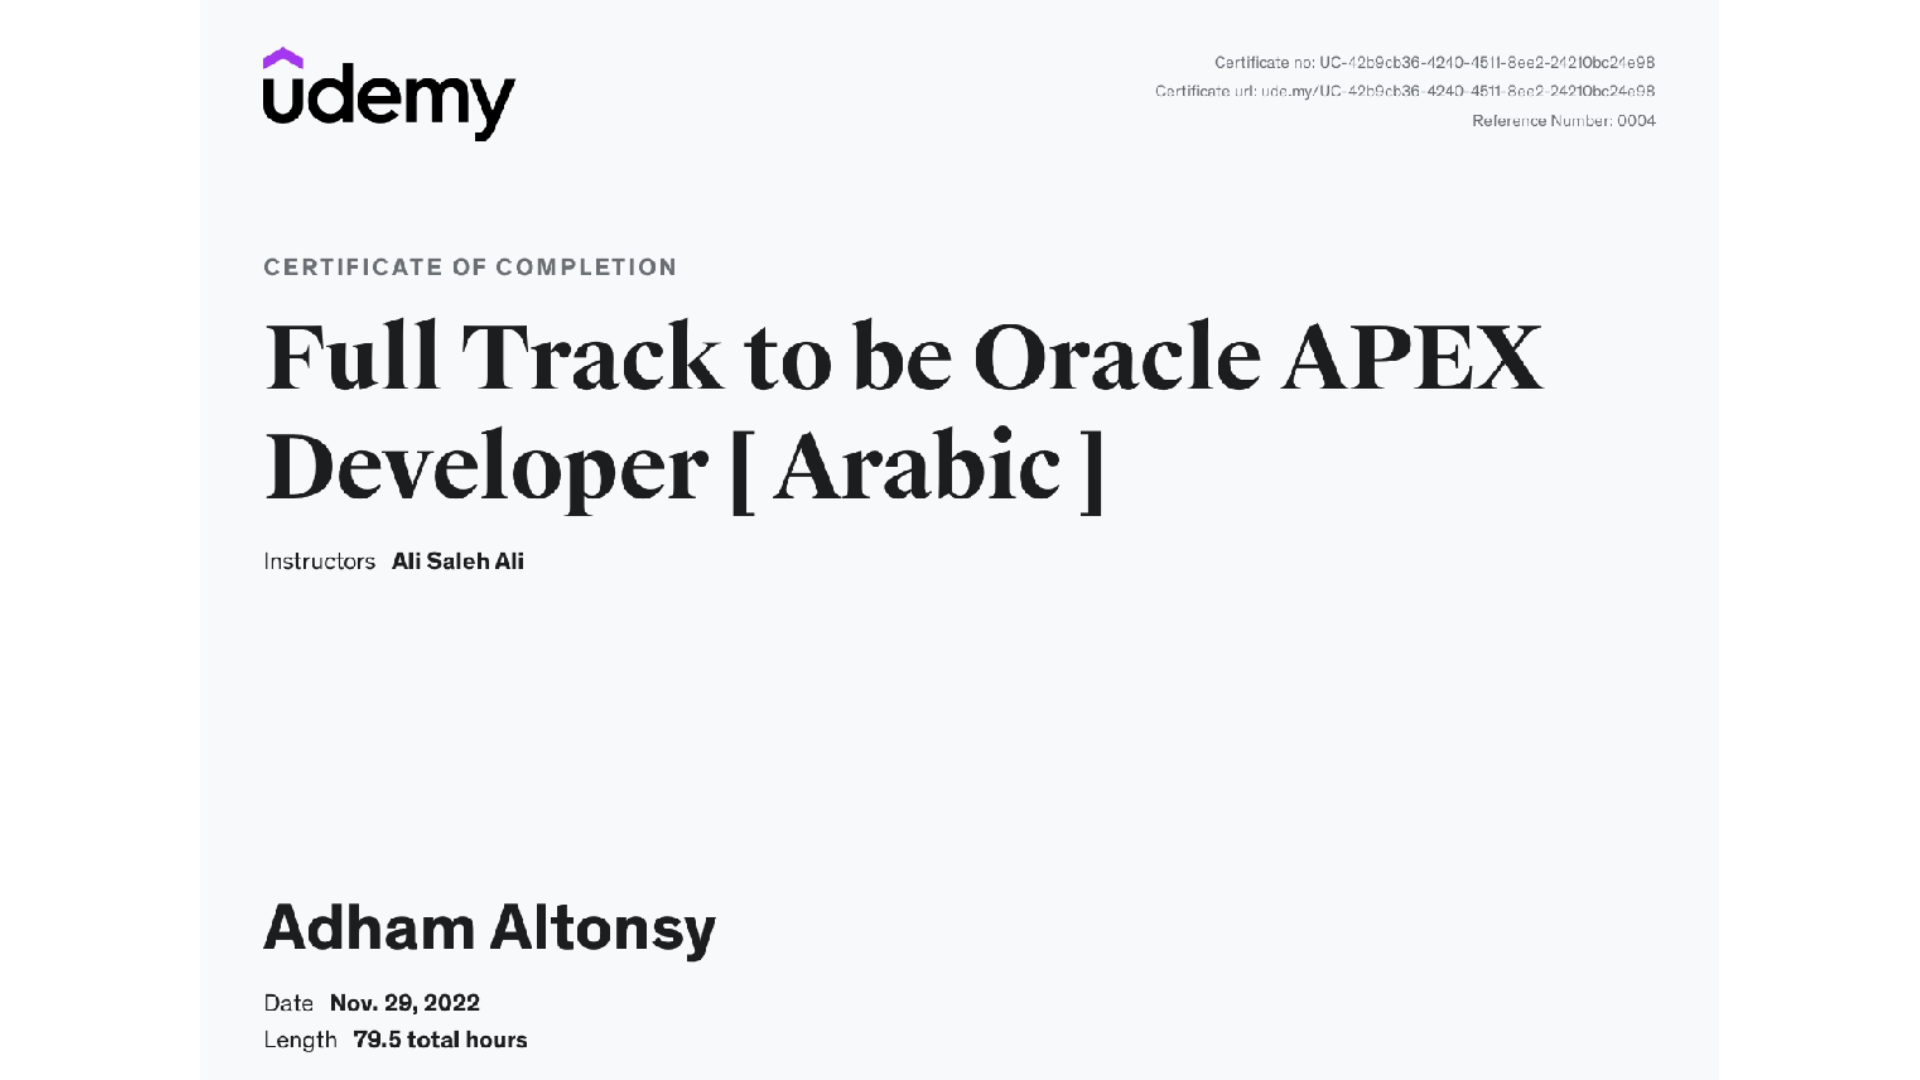 udemy
Certificate no: UC-42b9cb36-4240-4511-8ee2-24210bc24e98
Certificate url: ude.my/UC-42b9cb36-4240-4511-8ee2-24210bc24e98
Reference Number: 0004
CERTIFICATE OF COMPLETION
Full Track to be Oracle APEX
Developer [ Arabic ]
Instructors Ali Saleh Ali
Adham Altonsy
Date Nov. 29, 2022
Length 79.5 total hours